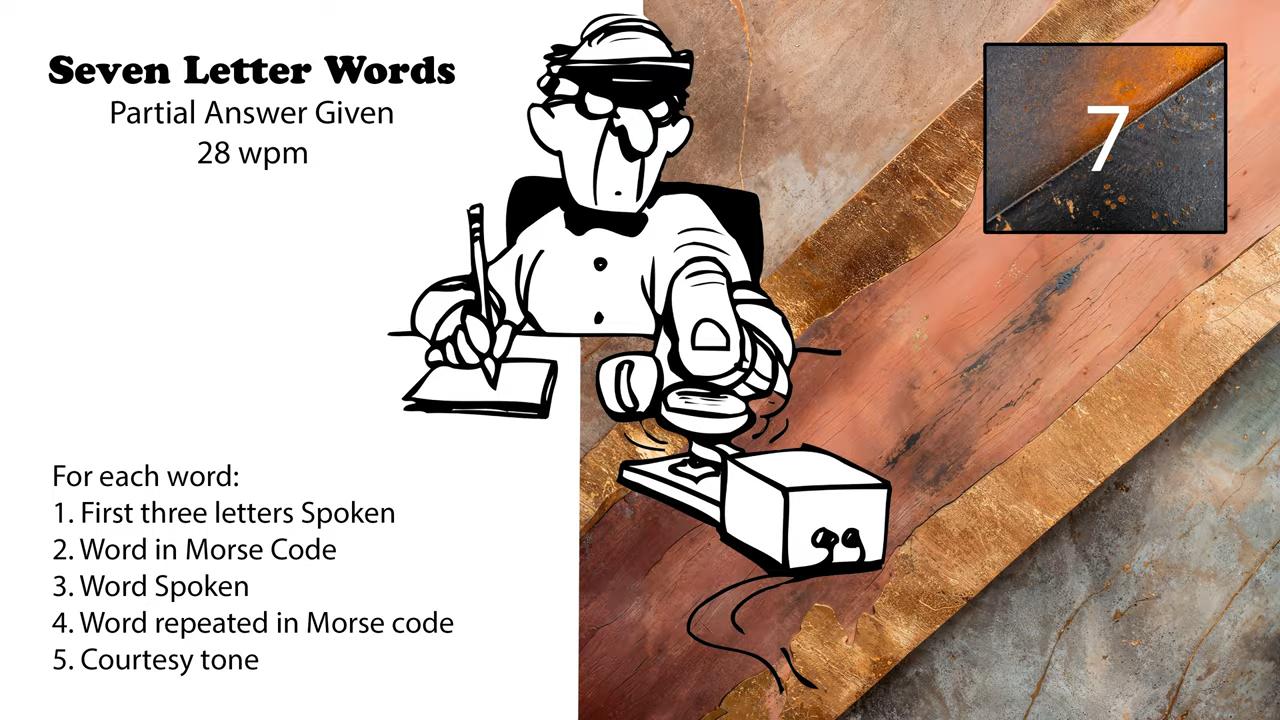 Seven Letter Words
Partial Answer Given
28 wpm
7
For each word:
1. First three letters Spoken
2. Word in Morse Code
3. Word Spoken
4. Word repeated in Morse code
5. Courtesy tone